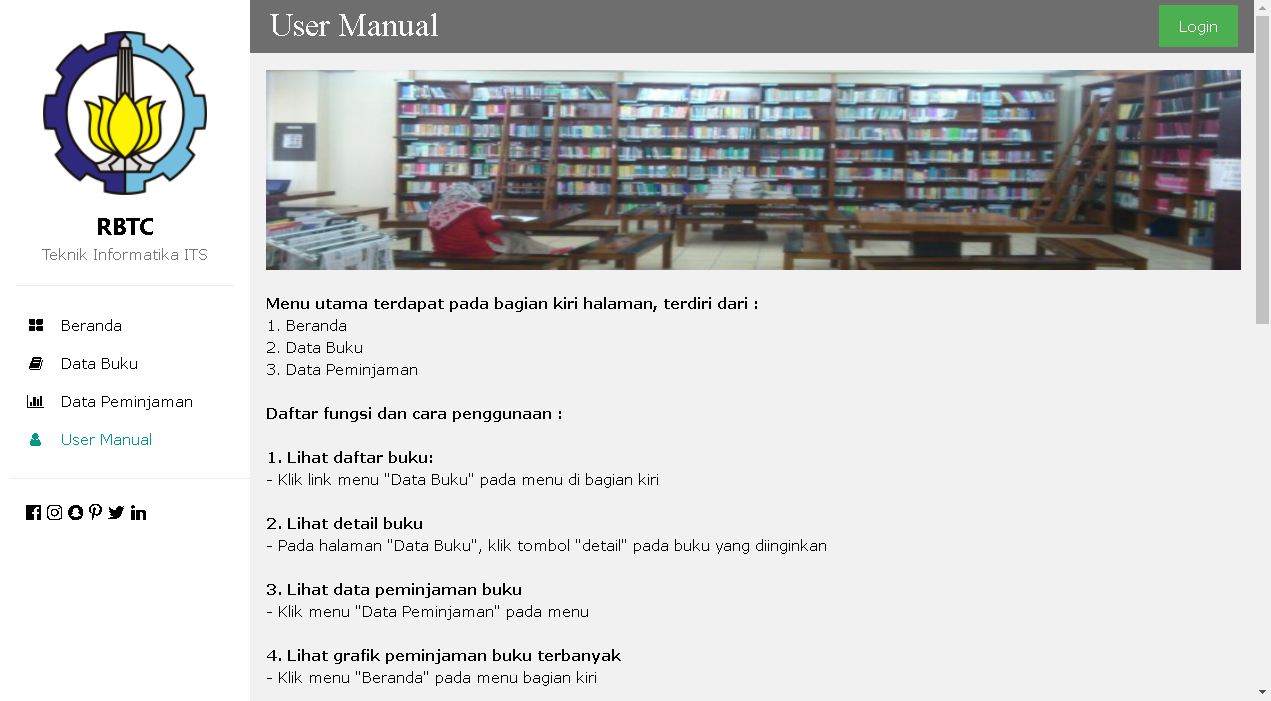 RBTC
Teknik Informatika ITS
Beranda
Data Buku
Data Peminjaman
User Manual
User Manual
Login
Menu utama terdapat pada bagian kiri halaman, terdiri dari :
1. Beranda
2. Data Buku
3. Data Peminjaman
Daftar fungsi dan cara penggunaan :
1. Lihat daftar buku:
- Klik link menu "Data Buku" pada menu di bagian kiri
2. Lihat detail buku
- Pada halaman "Data Buku", klik tombol "detail" pada buku yang diinginkan
3. Lihat data peminjaman buku
- Klik menu "Data Peminjaman" pada menu
4. Lihat grafik peminjaman buku terbanyak
- Klik menu "Beranda" pada menu bagian kiri